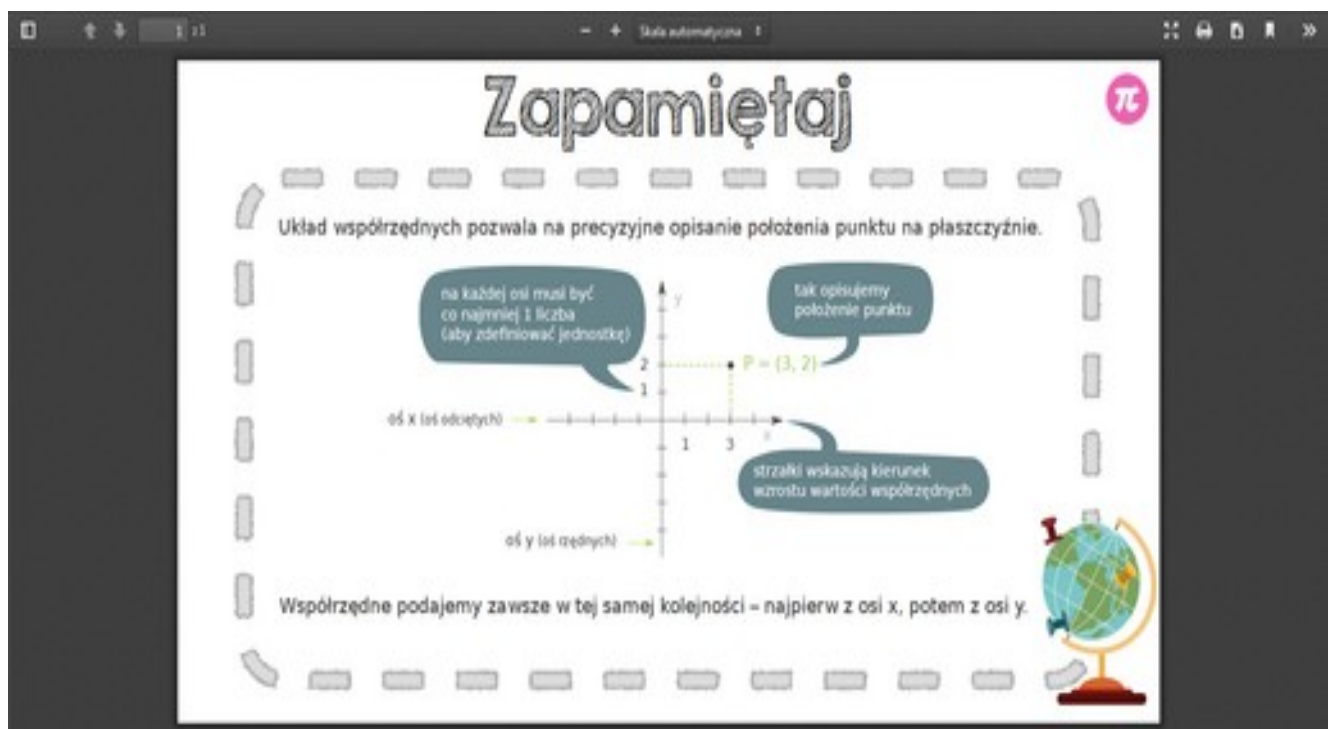 1 z 1
Skala automatyczna
Zapamiętaj
π
Układ współrzędnych pozwala na precyzyjne opisanie położenia punktu na płaszczyźnie.
na każdej osi musi być
co najmniej 1 liczba
(aby zdefiniować jednostkę)
y
tak opisujemy
położenie punktu
2
P = (3, 2)
1
oś x (oś odciętych)
x
1 3
strzałki wskazują kierunek
wzrostu wartości współrzędnych
oś y (oś rzędnych)
Współrzędne podajemy zawsze w tej samej kolejności – najpierw z osi x, potem z osi y.